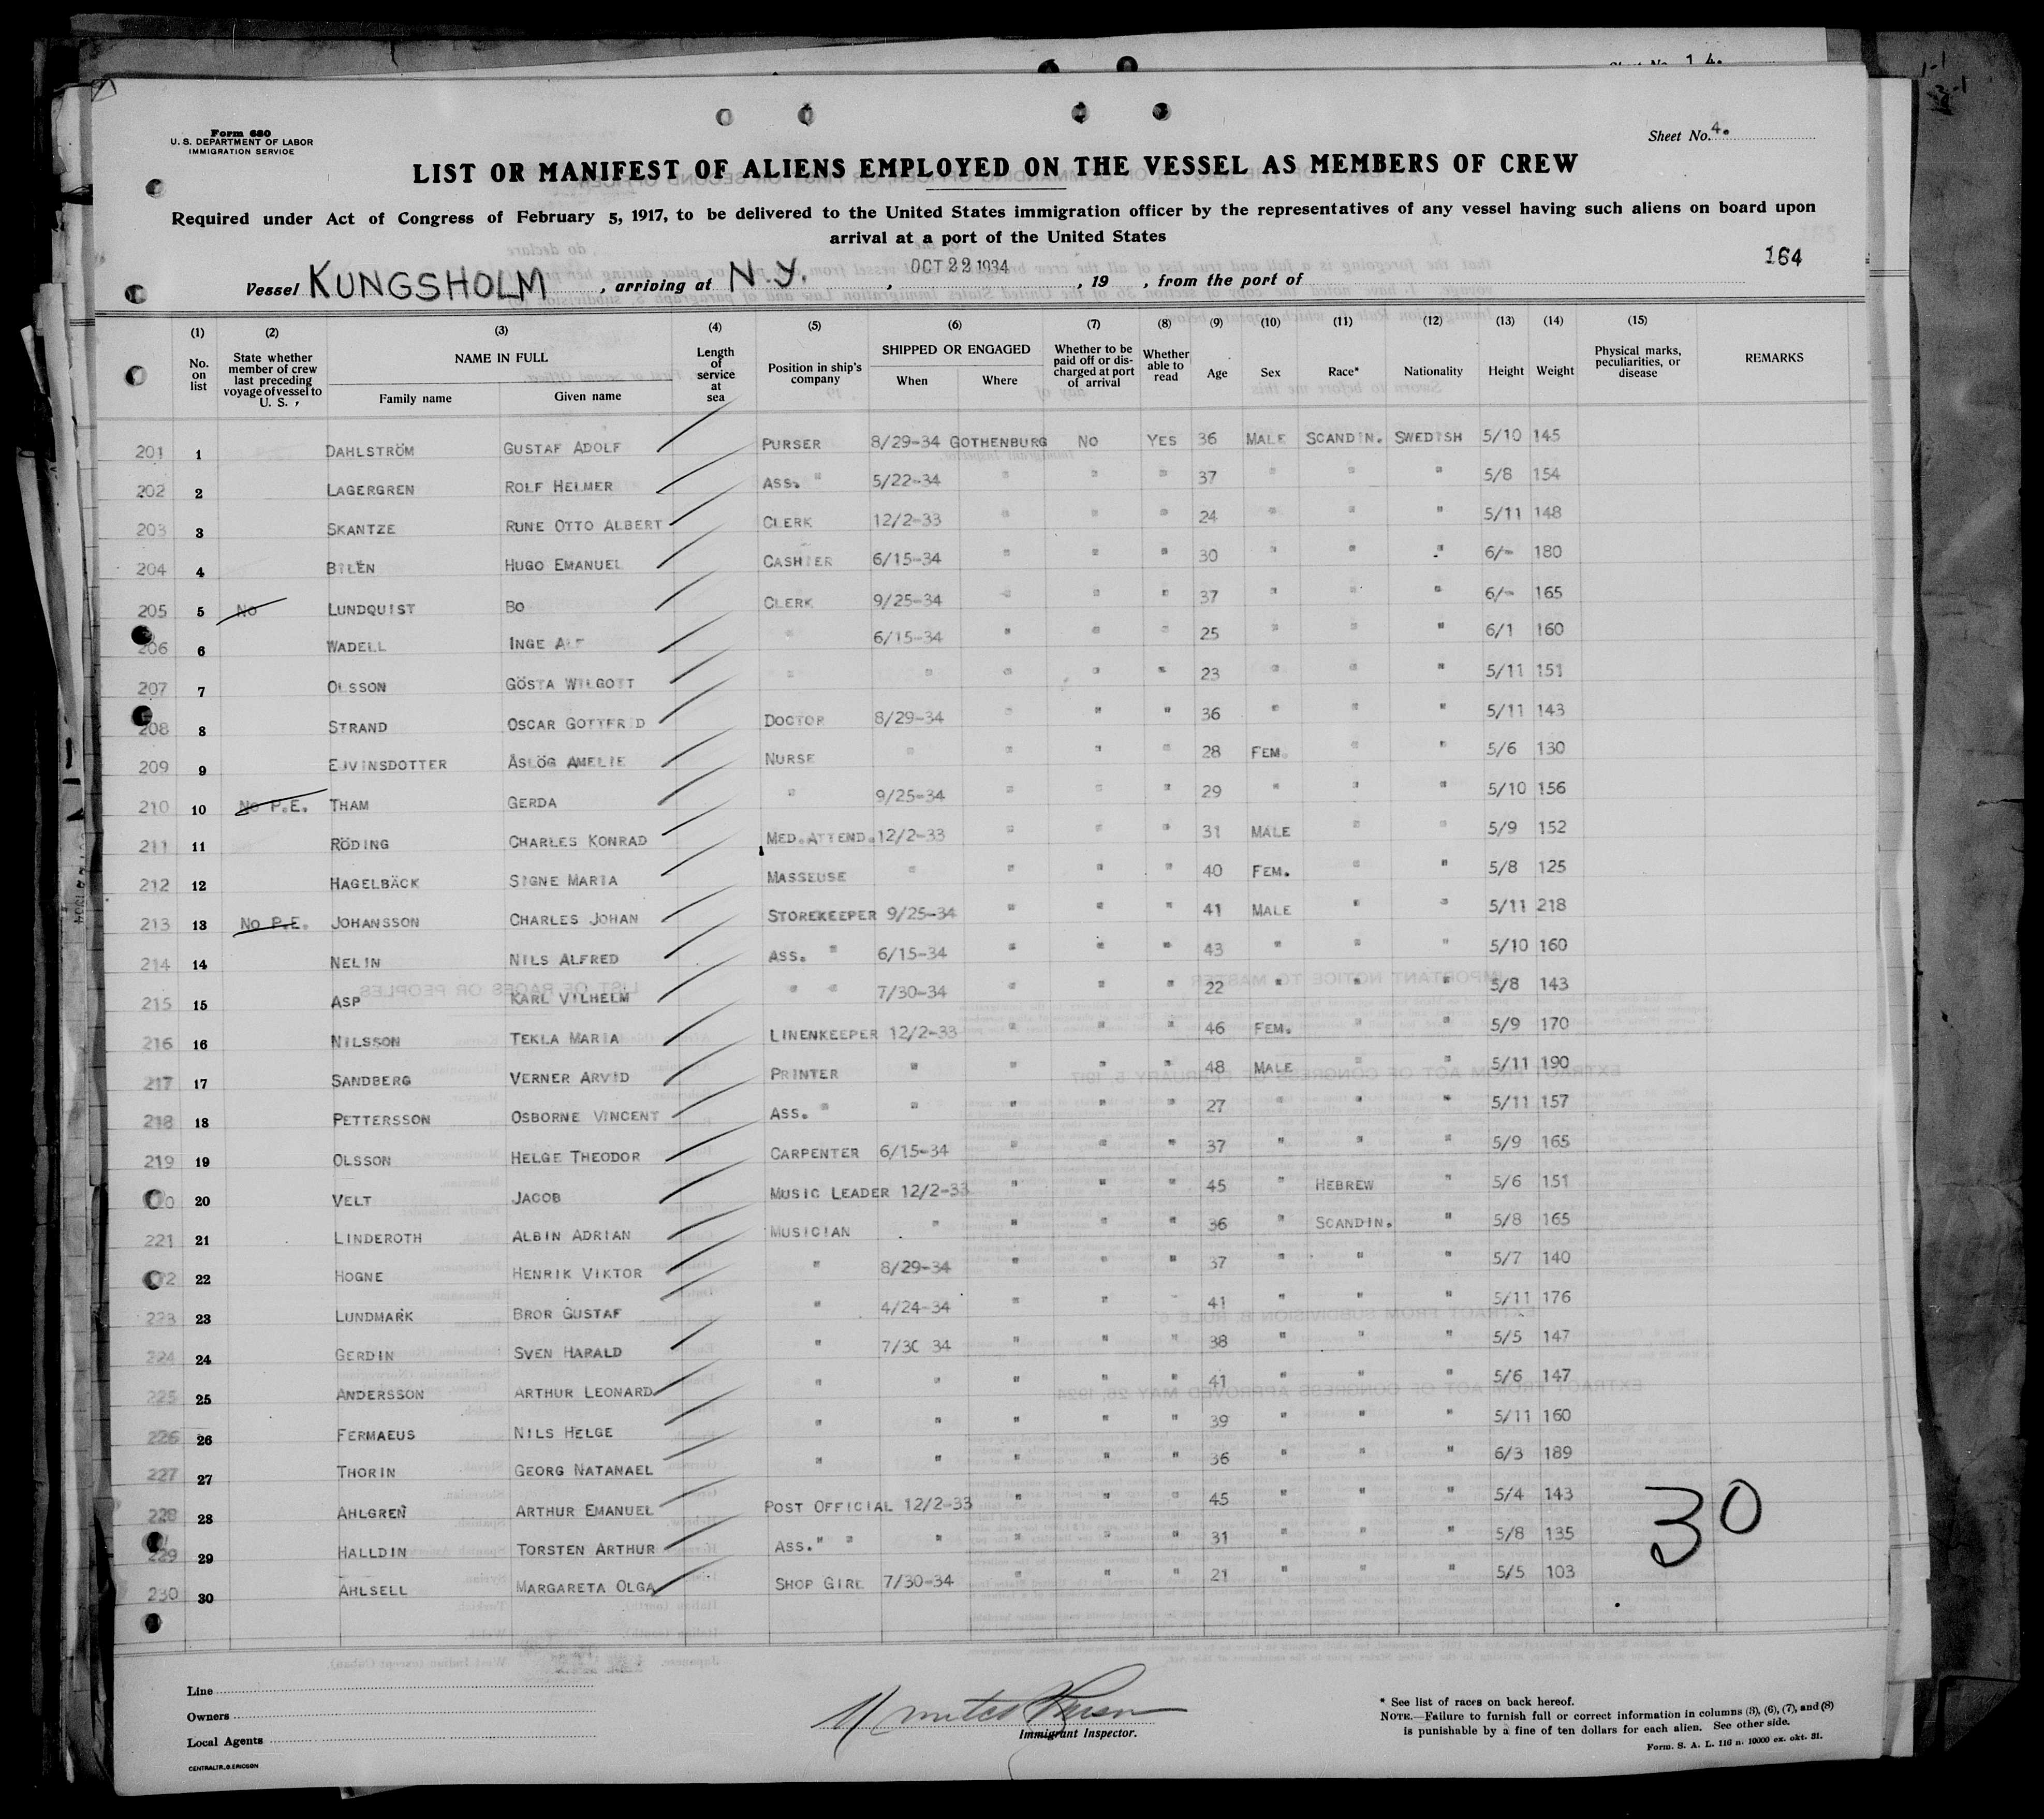 Sheet No. 14.
Form 680
U. S. DEPARTMENT OF LABOR
IMMIGRATION SERVICE
Sheet No. 4.
LIST OR MANIFEST OF ALIENS EMPLOYED ON THE VESSEL AS MEMBERS OF CREW
Required under Act of Congress of February 5, 1917, to be delivered to the United States immigration officer by the representatives of any vessel having such aliens on board upon
arrival at a port of the United States
164
Vessel KUNGSHOLM, arriving at N.Y., OCT 22 1934, 19 , from the port of
(1) (2) (3) (4) (5) (6) (7) (8) (9) (10) (11) (12) (13) (14) (15)
No. on list State whether member of crew last preceding voyage of vessel to U. S. NAME IN FULL Family name Given name Length of service at sea Position in ship's company SHIPPED OR ENGAGED When Where Whether to be paid off or discharged at port of arrival Whether able to read Age Sex Race* Nationality Height Weight Physical marks, peculiarities, or disease REMARKS
201 1 DAHLSTRÖM GUSTAF ADOLF PURSER 8/29-34 GOTHENBURG NO YES 36 MALE SCANDIN. SWEDISH 5/10 145
202 2 LAGERGREN ROLF HELMER ASS. " 5/22-34 " " " 37 " " " 5/8 154
203 3 SKANTZE RUNE OTTO ALBERT CLERK 12/2-33 " " " 24 " " " 5/11 148
204 4 BILÉN HUGO EMANUEL CASHIER 6/15-34 " " " 30 " " " 6/- 180
205 5 NO LUNDQUIST BO CLERK 9/25-34 " " " 37 " " " 6/- 165
206 6 WADELL INGE ALF " 6/15-34 " " " 25 " " " 6/1 160
207 7 OLSSON GÖSTA WILGOTT " " " " " 23 " " " 5/11 151
208 8 STRAND OSCAR GOTTFRID DOCTOR 8/29-34 " " " 36 " " " 5/11 143
209 9 EJVINSDOTTER ÅSLÖG AMELIE NURSE " " " " 28 FEM. " " 5/6 130
210 10 NO P.E. THAM GERDA " 9/25-34 " " " 29 " " " 5/10 156
211 11 RÖDING CHARLES KONRAD MED.ATTEND. 12/2-33 " " " 31 MALE " " 5/9 152
212 12 HAGELBÄCK SIGNE MARIA MASSEUSE " " " " 40 FEM. " " 5/8 125
213 13 NO P.E. JOHANSSON CHARLES JOHAN STOREKEEPER 9/25-34 " " " 41 MALE " " 5/11 218
214 14 NELIN NILS ALFRED ASS. " 6/15-34 " " " 43 " " " 5/10 160
215 15 ASP KARL VILHELM " " 7/30-34 " " " 22 " " " 5/8 143
216 16 NILSSON TEKLA MARIA LINENKEEPER 12/2-33 " " " 46 FEM. " " 5/9 170
217 17 SANDBERG VERNER ARVID PRINTER " " " " 48 MALE " " 5/11 190
218 18 PETTERSSON OSBORNE VINCENT ASS. " " " " " 27 " " " 5/11 157
219 19 OLSSON HELGE THEODOR CARPENTER 6/15-34 " " " 37 " " " 5/9 165
20 VELT JACOB MUSIC LEADER 12/2-33 " " " 45 " HEBREW " 5/6 151
221 21 LINDEROTH ALBIN ADRIAN MUSICIAN " " " " 36 " SCANDIN. " 5/8 165
22 HOGNE HENRIK VIKTOR " 8/29-34 " " " 37 " " " 5/7 140
223 23 LUNDMARK BROR GUSTAF " 4/24-34 " " " 41 " " " 5/11 176
224 24 GERDIN SVEN HARALD " 7/30 34 " " " 38 " " " 5/5 147
225 25 ANDERSSON ARTHUR LEONARD " " " " " 41 " " " 5/6 147
226 26 FERMAEUS NILS HELGE " " " " " 39 " " " 5/11 160
227 27 THORIN GEORG NATANAEL " " " " " 36 " " " 6/3 189
228 28 AHLGREN ARTHUR EMANUEL POST OFFICIAL 12/2-33 " " " 45 " " " 5/4 143
229 29 HALLDIN TORSTEN ARTHUR ASS. " " " " " " 31 " " " 5/8 135
230 30 AHLSELL MARGARETA OLGA SHOP GIRL 7/30-34 " " " 21 " " " 5/5 103
30
Line
Owners
Local Agents
CENTRALTR., G. ERICSON
Immigrant Inspector.
* See list of races on back hereof.
NOTE.—Failure to furnish full or correct information in columns (3), (6), (7), and (8)
is punishable by a fine of ten dollars for each alien. See other side.
Form. S. A. L. 116 n. 10000 ex. okt. 31.